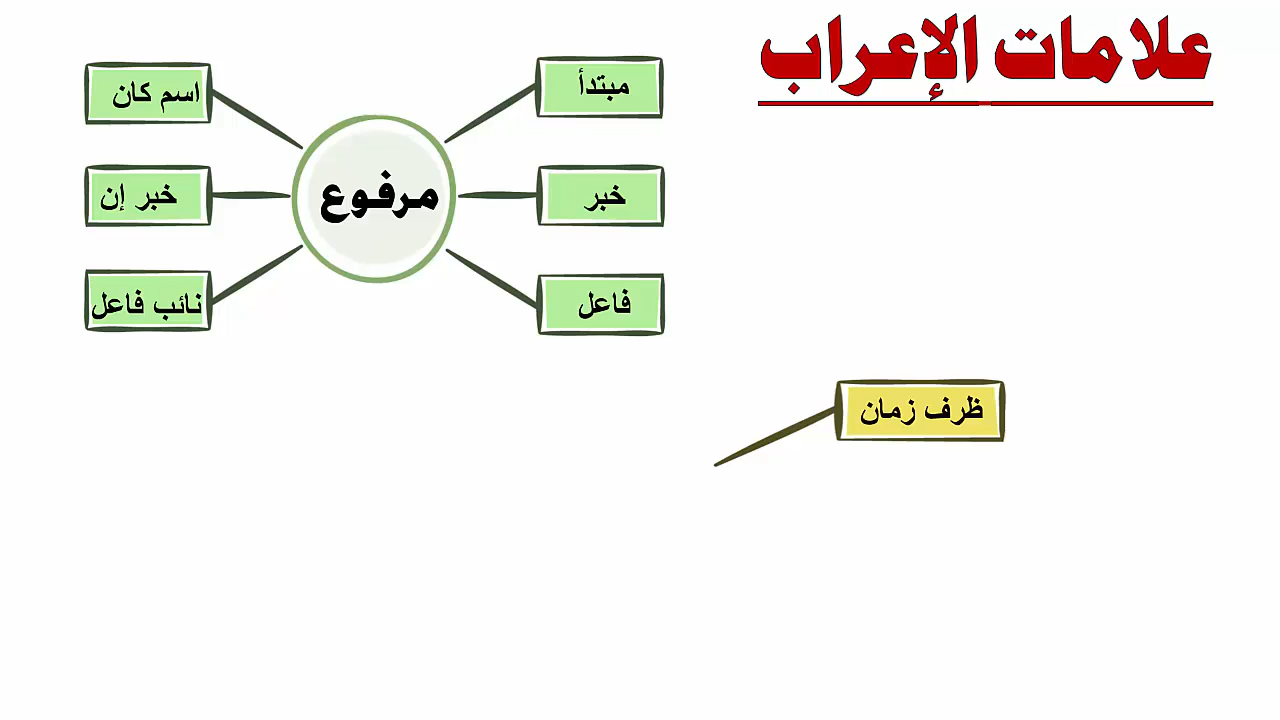 علامات الإعراب
مبتدأ
اسم كان
خبر
مرفوع
خبر إن
فاعل
نائب فاعل
ظرف زمان